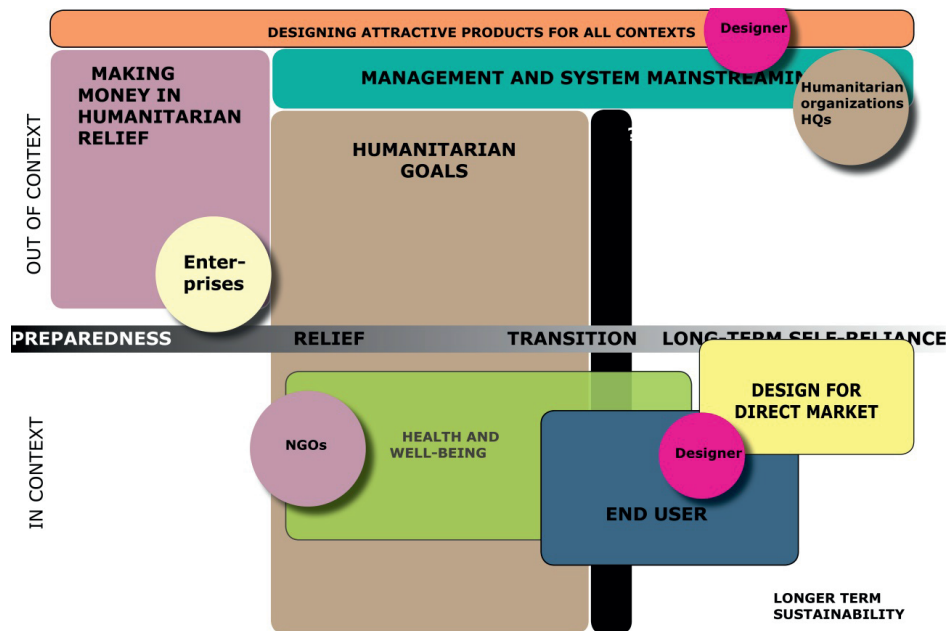 DESIGNING ATTRACTIVE PRODUCTS FOR ALL CONTEXTS
Designer
MAKING
MONEY IN
HUMANITARIAN
RELIEF
MANAGEMENT AND SYSTEM MAINSTREAMIN
Humanitarian
organizations
HQs
HUMANITARIAN
GOALS
OUT OF CONTEXT
Enter-
prises
PREPAREDNESS RELIEF TRANSITION LONG-TERM SELF-RELIANCE
DESIGN FOR
DIRECT MARKET
IN CONTEXT
NGOs
HEALTH AND
WELL-BEING
Designer
END USER
LONGER TERM
SUSTAINABILITY